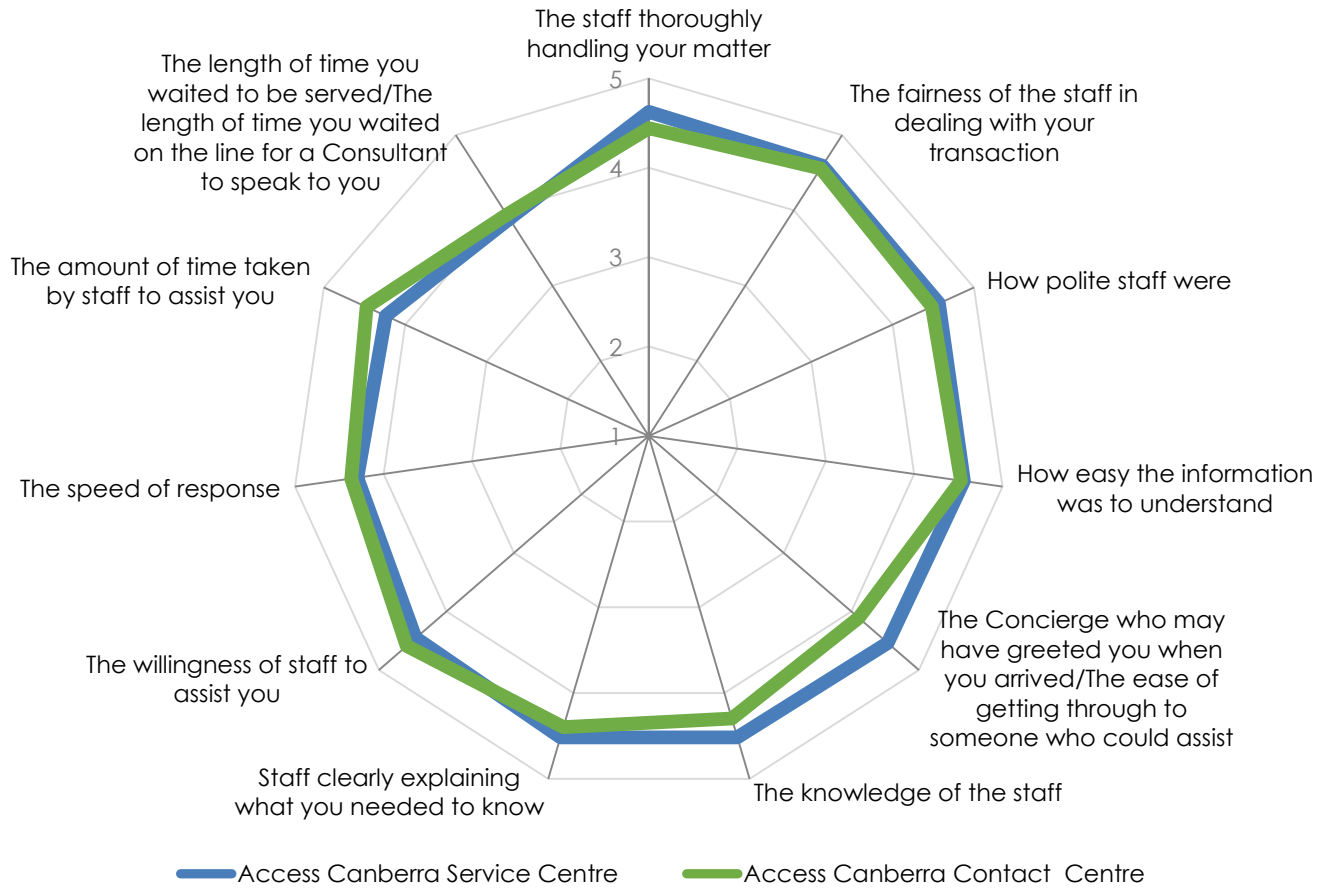 The staff thoroughly
handling your matter
The length of time you
waited to be served/The
length of time you waited
on the line for a Consultant
to speak to you
The fairness of the staff in
dealing with your
transaction
5
4
3
2
1
The amount of time taken
by staff to assist you
How polite staff were
The speed of response
How easy the information
was to understand
The willingness of staff to
assist you
The Concierge who may
have greeted you when
you arrived/The ease of
getting through to
someone who could assist
Staff clearly explaining
what you needed to know
The knowledge of the staff
Access Canberra Service Centre
Access Canberra Contact  Centre